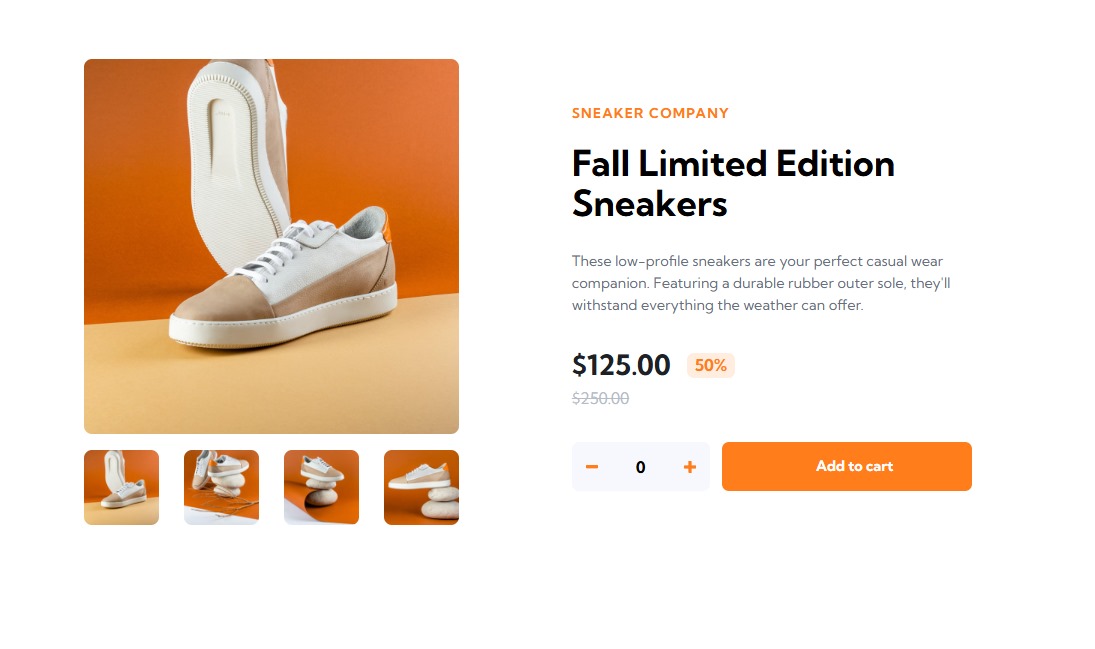 SNEAKER COMPANY
Fall Limited Edition
Sneakers
These low-profile sneakers are your perfect casual wear
companion. Featuring a durable rubber outer sole, they'll
withstand everything the weather can offer.
$125.00 50%
$250.00
0 Add to cart